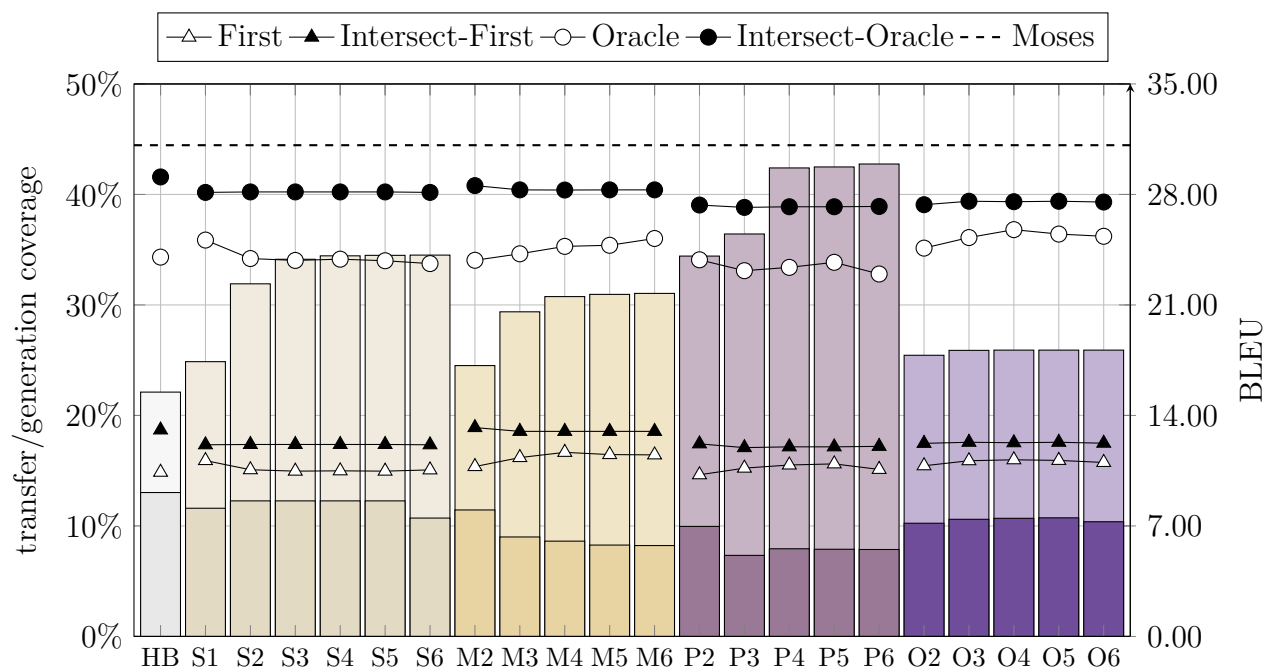 First Intersect-First Oracle Intersect-Oracle Moses
50% 35.00
40% 28.00
30% 21.00
20% 14.00
10% 7.00
0% 0.00
transfer/generation coverage
BLEU
HB S1 S2 S3 S4 S5 S6 M2 M3 M4 M5 M6 P2 P3 P4 P5 P6 O2 O3 O4 O5 O6